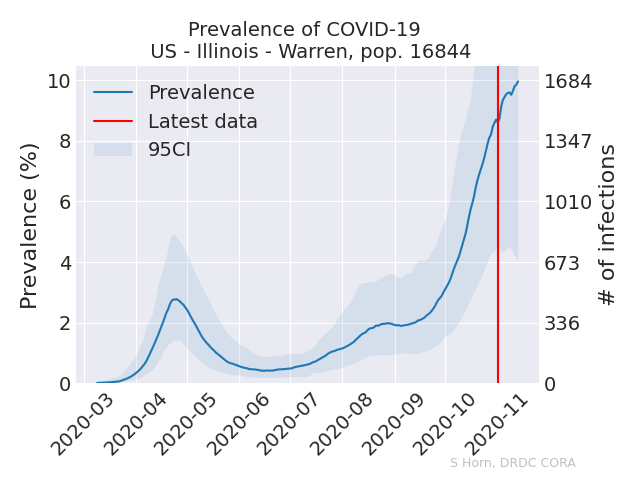 Prevalence of COVID-19
US - Illinois - Warren, pop. 16844
Prevalence
Latest data
95CI
Prevalence (%)
10
8
6
4
2
0
1684
1347
1010
673
336
0
# of infections
2020-03
2020-04
2020-05
2020-06
2020-07
2020-08
2020-09
2020-10
2020-11
S Horn, DRDC CORA